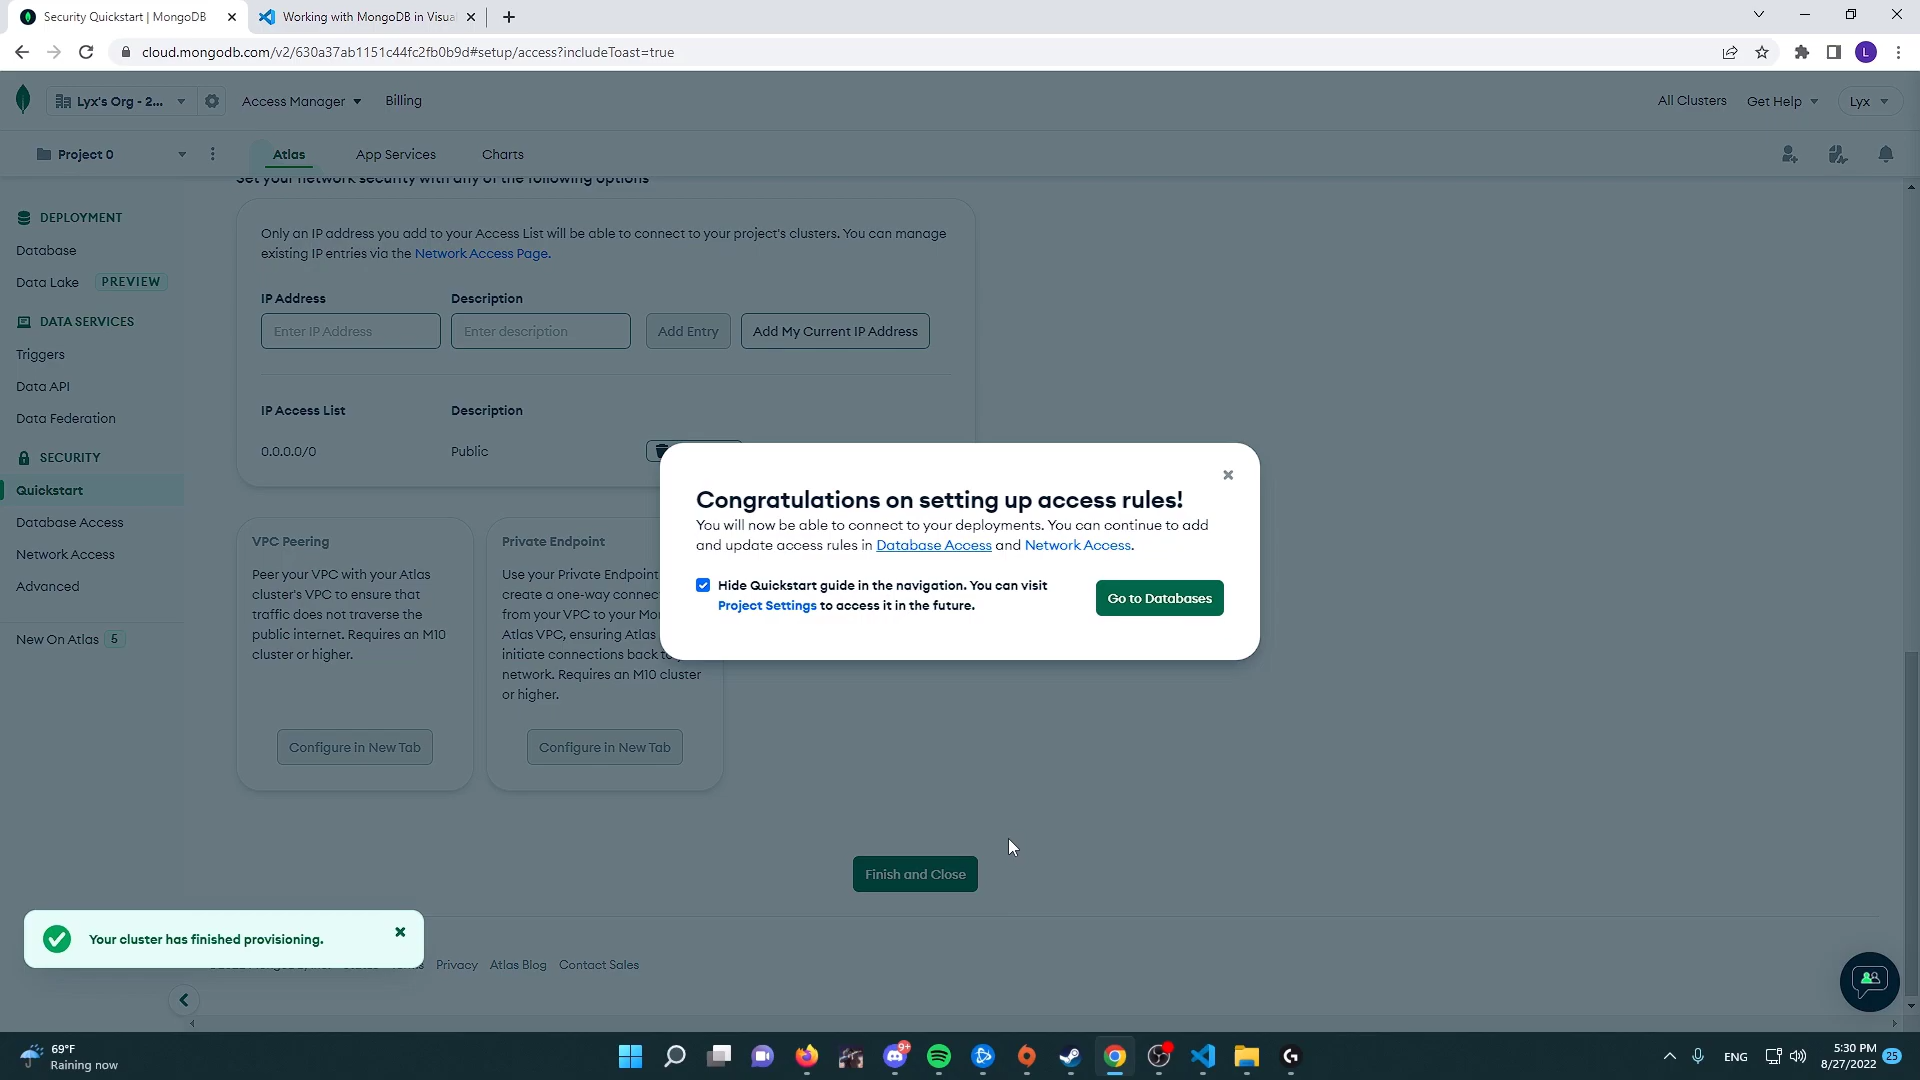 Security Quickstart | MongoDB
Working with MongoDB in Visua
cloud.mongodb.com/v2/630a37ab1151c44fc2fb0b9d#setup/access?includeToast=true
L
Lyx's Org - 2...
Access Manager
Billing
All Clusters
Get Help
Lyx
Project 0
Atlas
App Services
Charts
Set your network security with any of the following options
DEPLOYMENT
Database
Data Lake PREVIEW
DATA SERVICES
Triggers
Data API
Data Federation
SECURITY
Quickstart
Database Access
Network Access
Advanced
New On Atlas 5
Only an IP address you add to your Access List will be able to connect to your project's clusters. You can manage
existing IP entries via the Network Access Page.
IP Address Description
Enter IP Address Enter description Add Entry Add My Current IP Address
IP Access List Description
0.0.0.0/0 Public
VPC Peering
Peer your VPC with your Atlas
cluster's VPC to ensure that
traffic does not traverse the
public internet. Requires an M10
cluster or higher.
Configure in New Tab
Private Endpoint
Use your Private Endpoint
create a one-way connec
from your VPC to your Mo
Atlas VPC, ensuring Atlas
initiate connections back to
network. Requires an M10 cluster
or higher.
Configure in New Tab
Congratulations on setting up access rules!
You will now be able to connect to your deployments. You can continue to add
and update access rules in Database Access and Network Access.
Hide Quickstart guide in the navigation. You can visit
Project Settings to access it in the future.
Go to Databases
Finish and Close
Your cluster has finished provisioning.
Privacy Atlas Blog Contact Sales
69°F
Raining now
9+
ENG
5:30 PM
8/27/2022
25